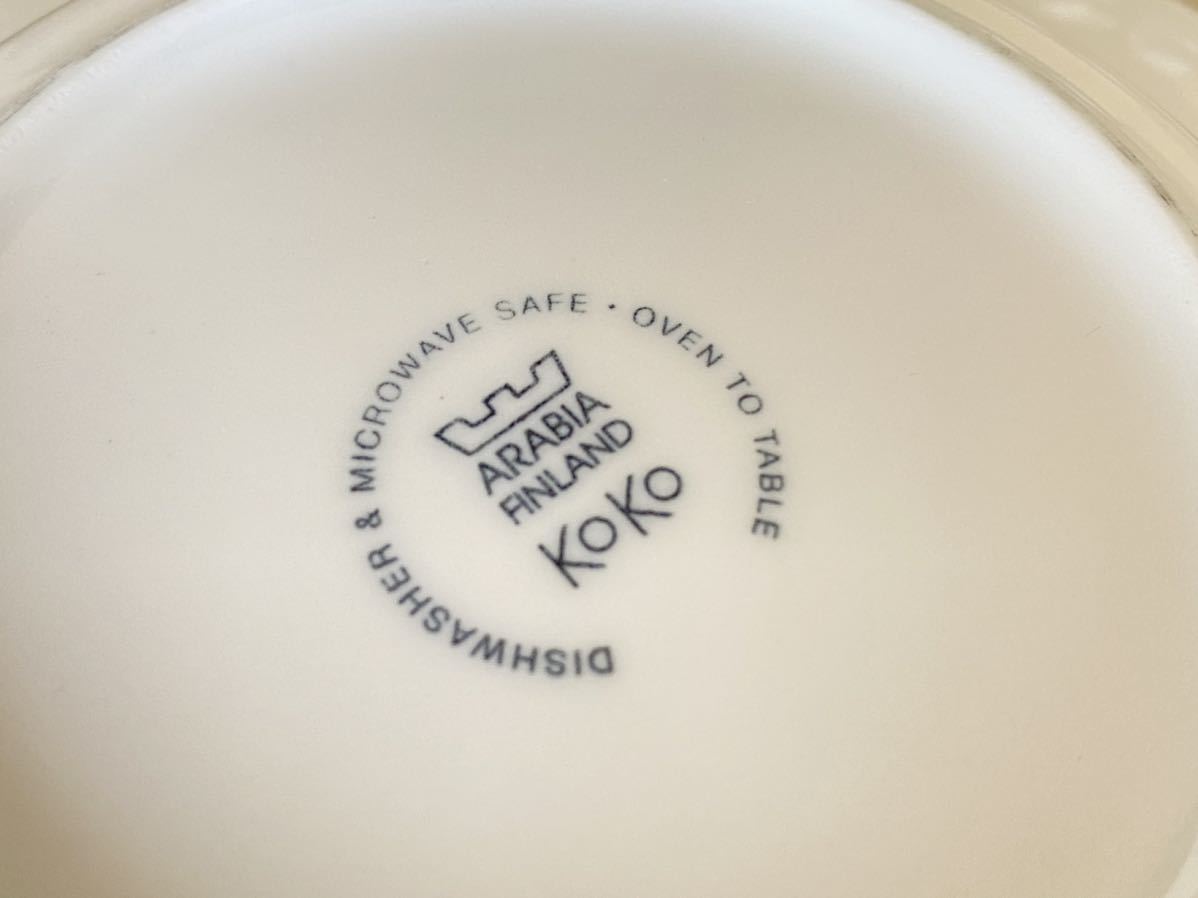 DISHWASHER & MICROWAVE SAFE · OVEN TO TABLE
ARABIA
FINLAND
KoKo